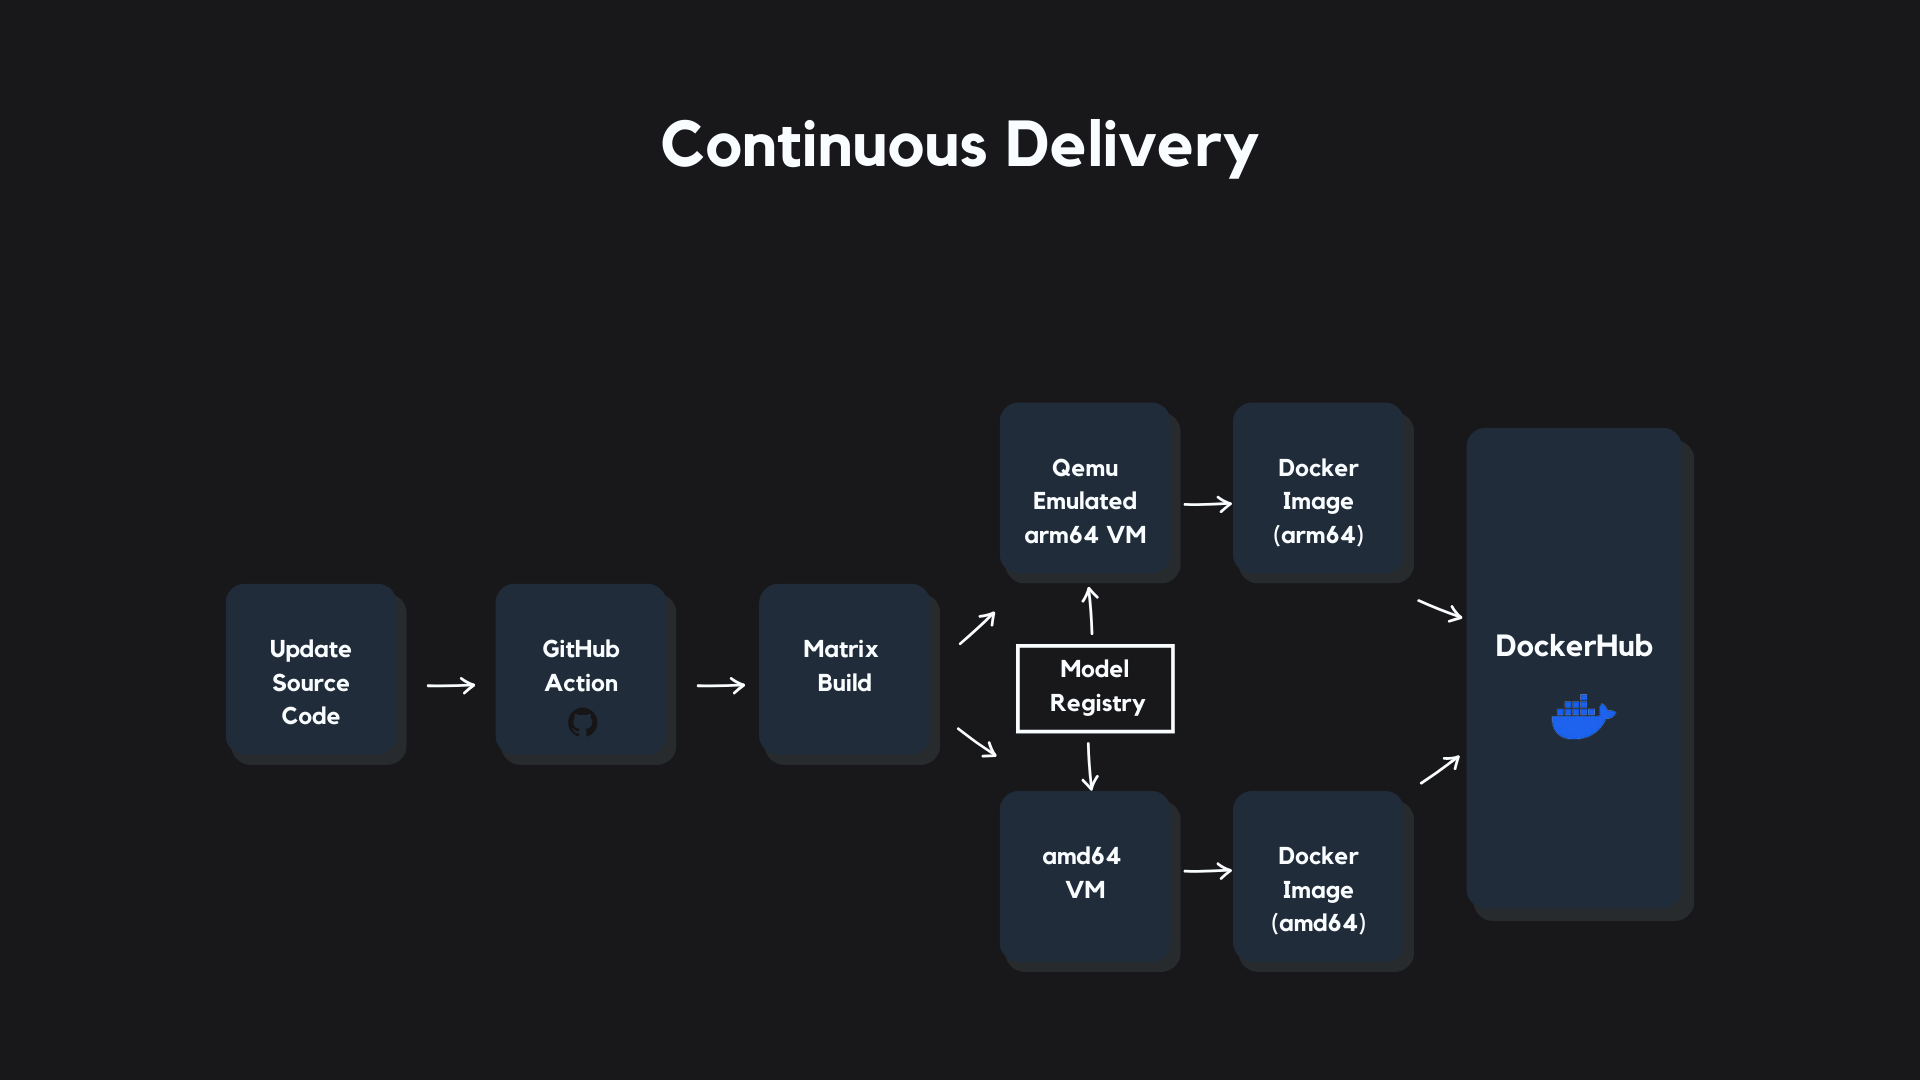 Continuous Delivery
Update
Source
Code
GitHub
Action
Matrix
Build
Qemu
Emulated
arm64 VM
Model
Registry
amd64
VM
Docker
Image
(arm64)
Docker
Image
(amd64)
DockerHub